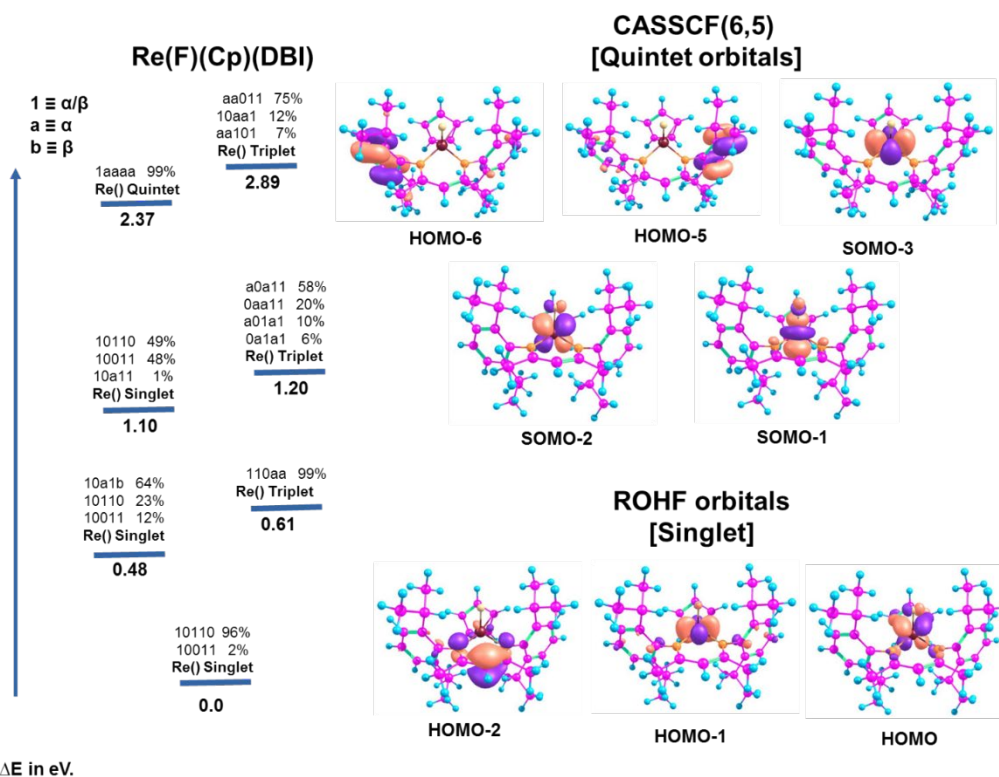 Re(F)(Cp)(DBI)
1 ≡ α/β
a ≡ α
b ≡ β
aa011 75%
10aa1 12%
aa101 7%
Re() Triplet
2.89
1aaaa 99%
Re() Quintet
2.37
a0a11 58%
0aa11 20%
a01a1 10%
0a1a1 6%
Re() Triplet
1.20
10110 49%
10011 48%
10a11 1%
Re() Singlet
1.10
110aa 99%
Re() Triplet
0.61
10a1b 64%
10110 23%
10011 12%
Re() Singlet
0.48
10110 96%
10011 2%
Re() Singlet
0.0
ΔE in eV.
CASSCF(6,5)
[Quintet orbitals]
HOMO-6
HOMO-5
SOMO-3
SOMO-2
SOMO-1
ROHF orbitals
[Singlet]
HOMO-2
HOMO-1
HOMO